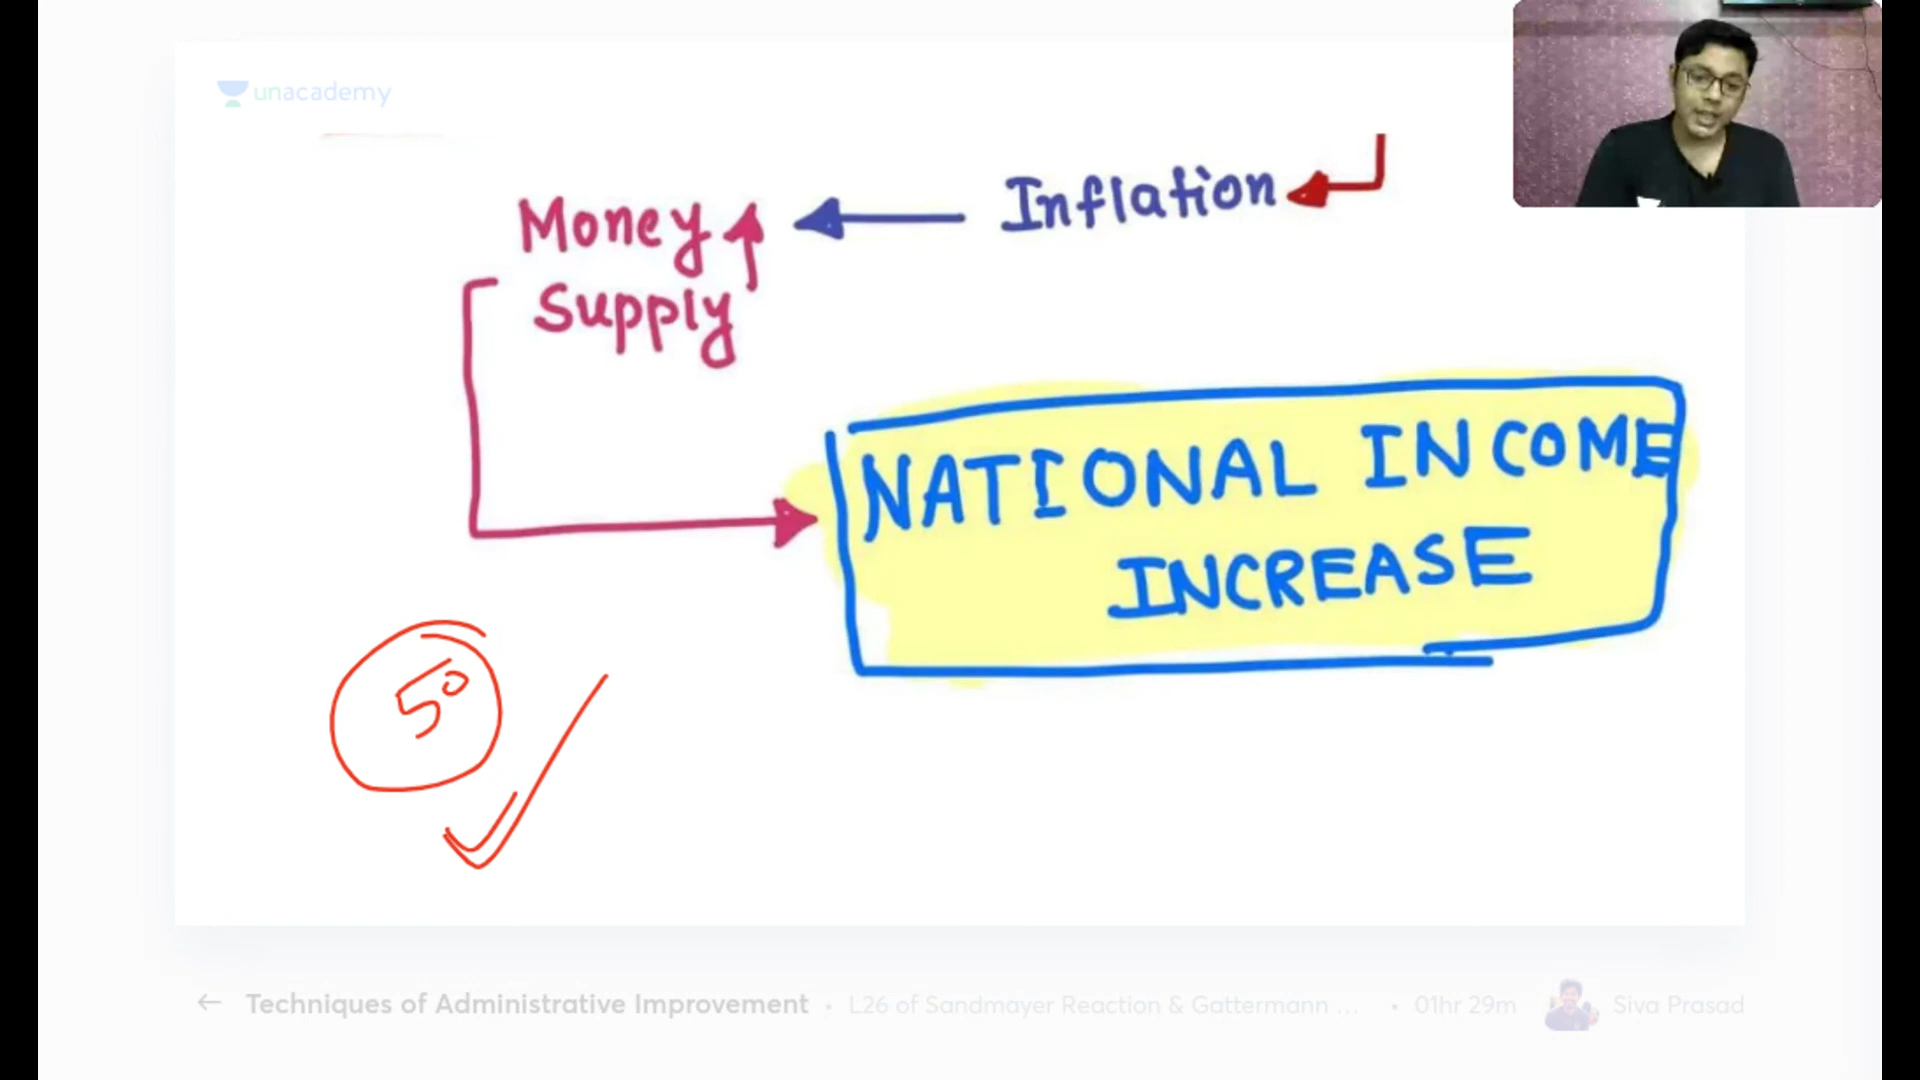 unacademy
Inflation
Money
Supply
NATIONAL INCOME
INCREASE
50
Techniques of Administrative Improvement • L26 of Sandmayer Reaction & Gattermann ... • 01hr 29m Siva Prasad